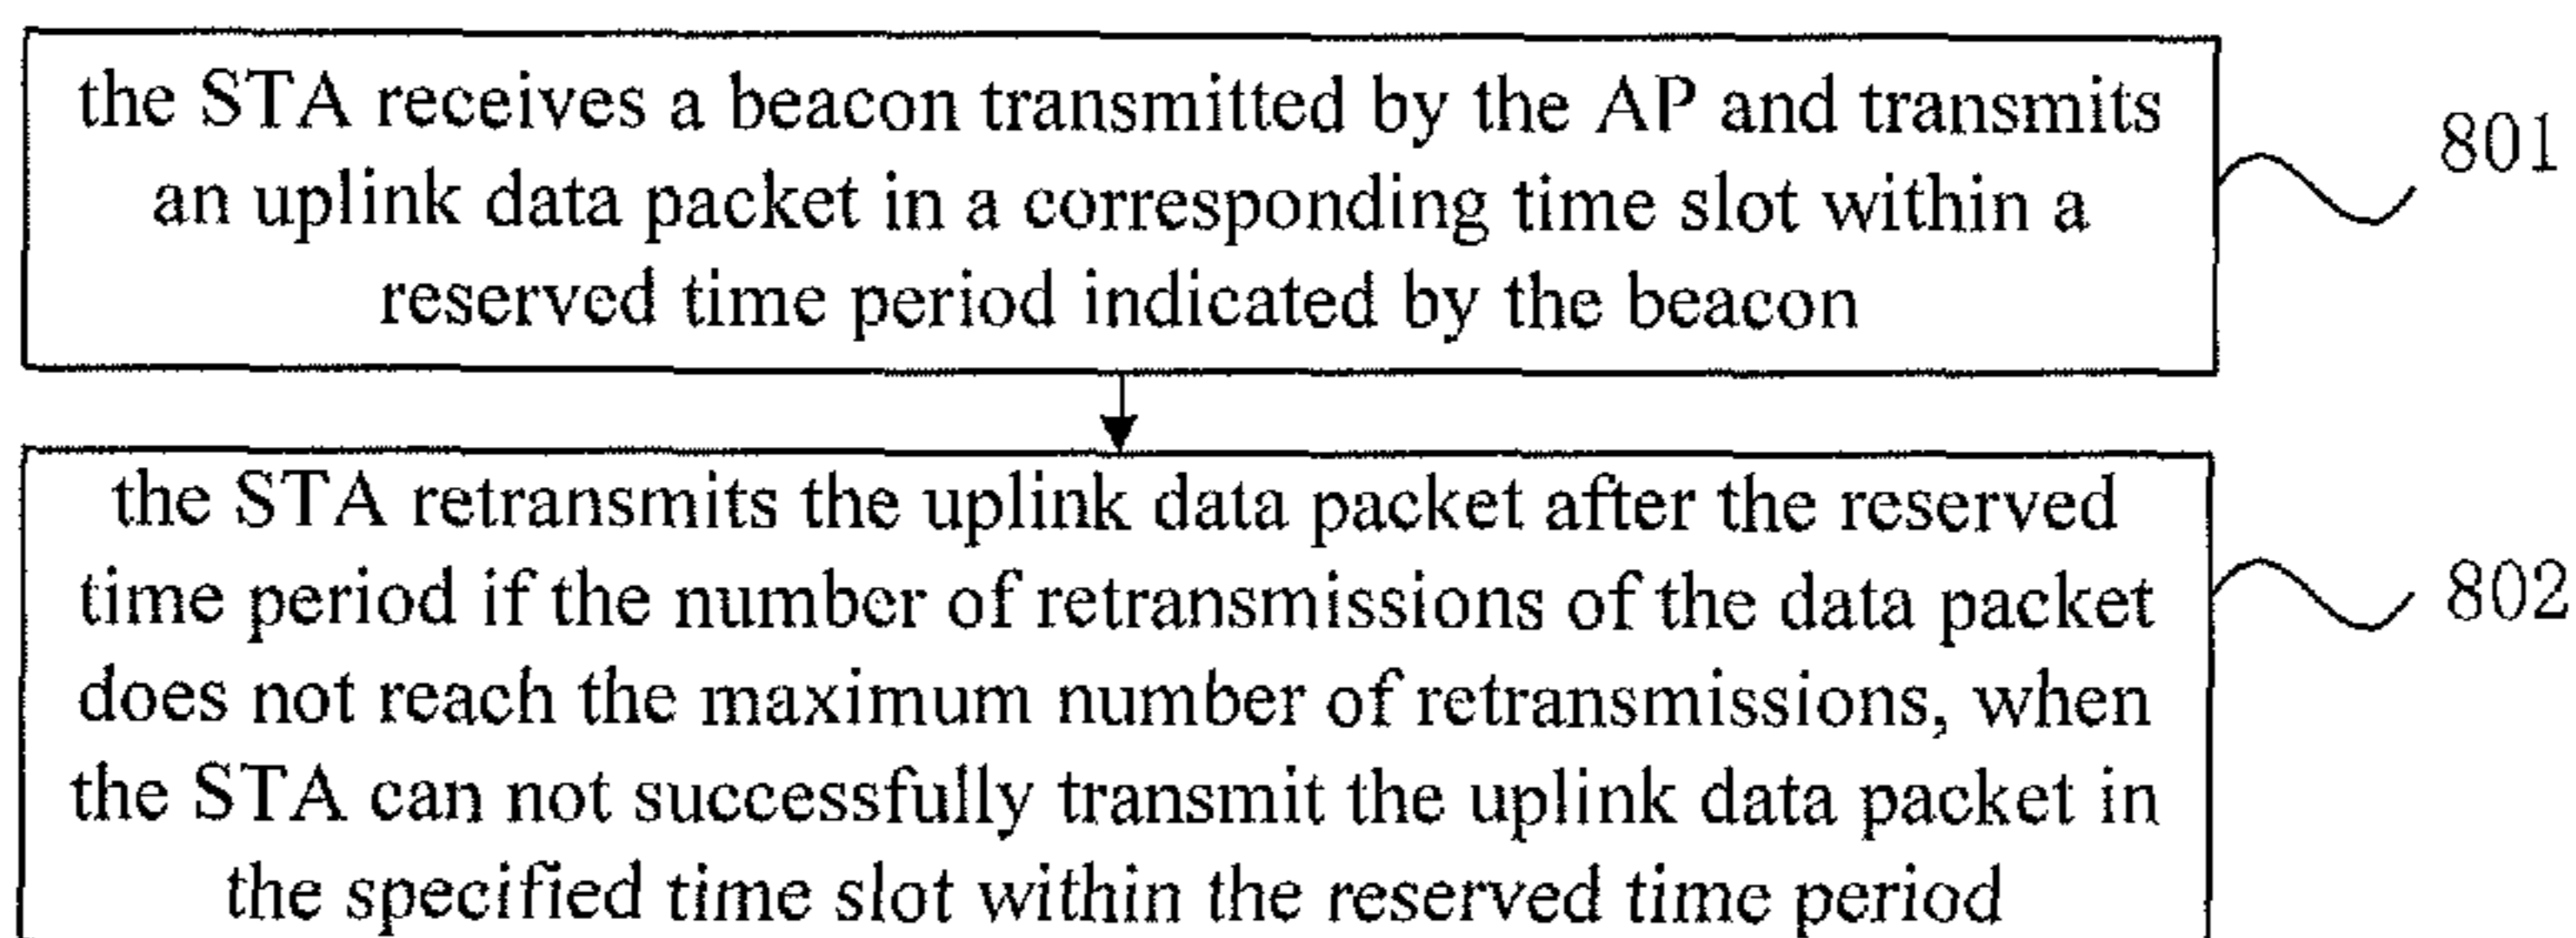 the STA receives a beacon transmitted by the AP and transmits
an uplink data packet in a corresponding time slot within a
reserved time period indicated by the beacon
801
the STA retransmits the uplink data packet after the reserved
time period if the number of retransmissions of the data packet
does not reach the maximum number of retransmissions, when
the STA can not successfully transmit the uplink data packet in
the specified time slot within the reserved time period
802